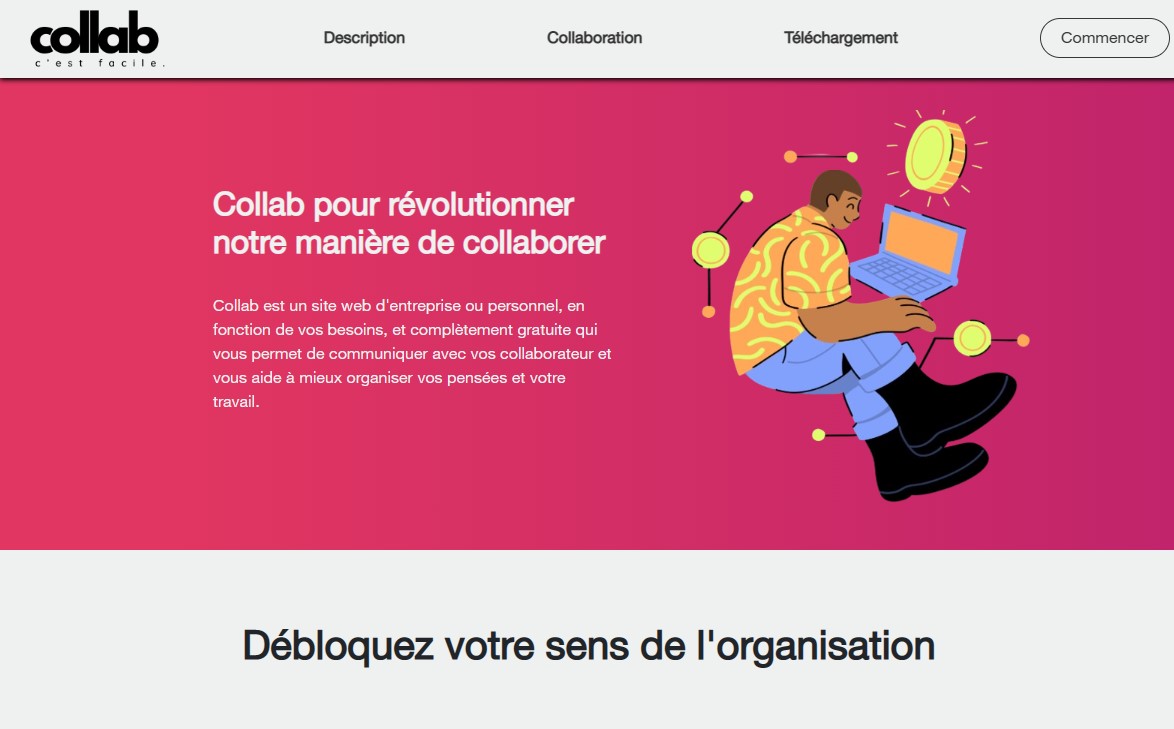 collab
c'est facile.
Description
Collaboration
Téléchargement
Commencer
Collab pour révolutionner
notre manière de collaborer
Collab est un site web d'entreprise ou personnel, en
fonction de vos besoins, et complètement gratuite qui
vous permet de communiquer avec vos collaborateur et
vous aide à mieux organiser vos pensées et votre
travail.
Débloquez votre sens de l'organisation